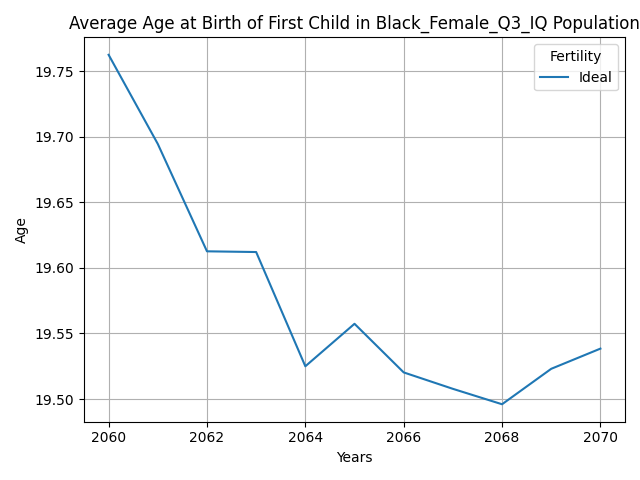 Average Age at Birth of First Child in Black_Female_Q3_IQ Population
Fertility
Ideal
19.75
19.70
19.65
19.60
19.55
19.50
Age
2060 2062 2064 2066 2068 2070
Years